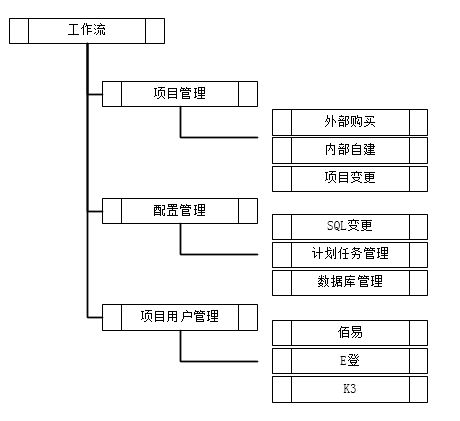 工作流
项目管理
外部购买
内部自建
项目变更
配置管理
SQL变更
计划任务管理
数据库管理
项目用户管理
佰易
E登
K3